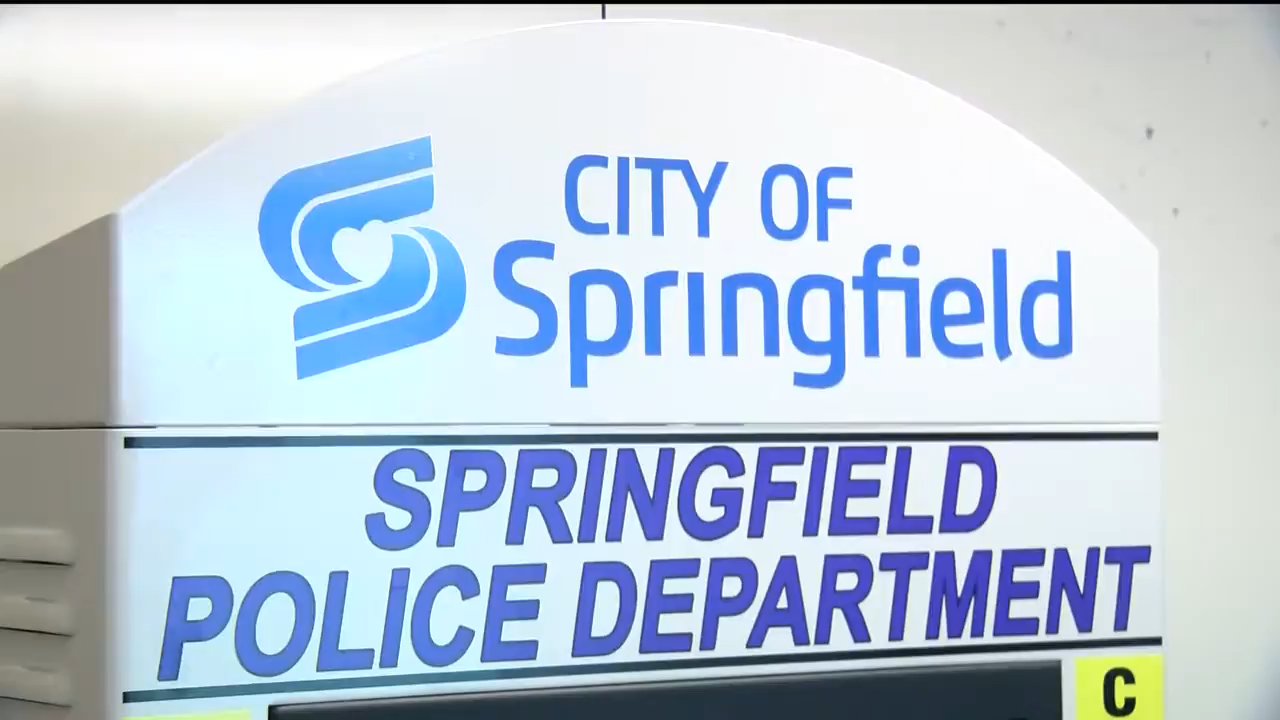 CITY OF
Springfield
SPRINGFIELD
POLICE DEPARTMENT
C